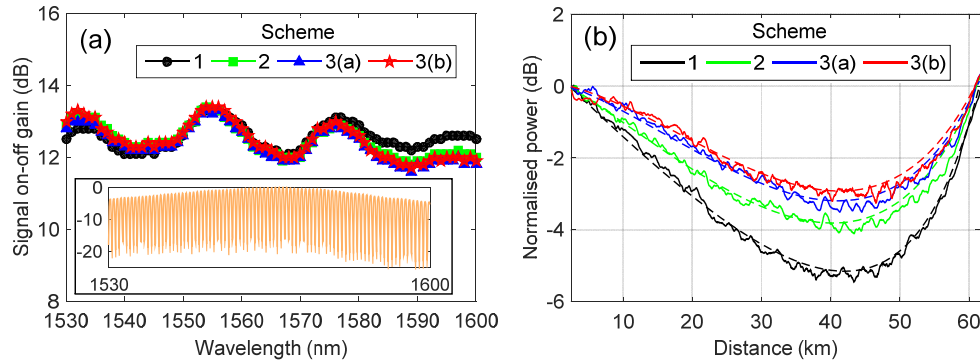 (a)
Scheme
1 2 3(a) 3(b)
Signal on-off gain (dB)
16
14
12
10
8
0
-10
-20
1530 1600
1530 1540 1550 1560 1570 1580 1590 1600
Wavelength (nm)
(b)
Scheme
1 2 3(a) 3(b)
Normalised power (dB)
2
0
-2
-4
-6
10 20 30 40 50 60
Distance (km)